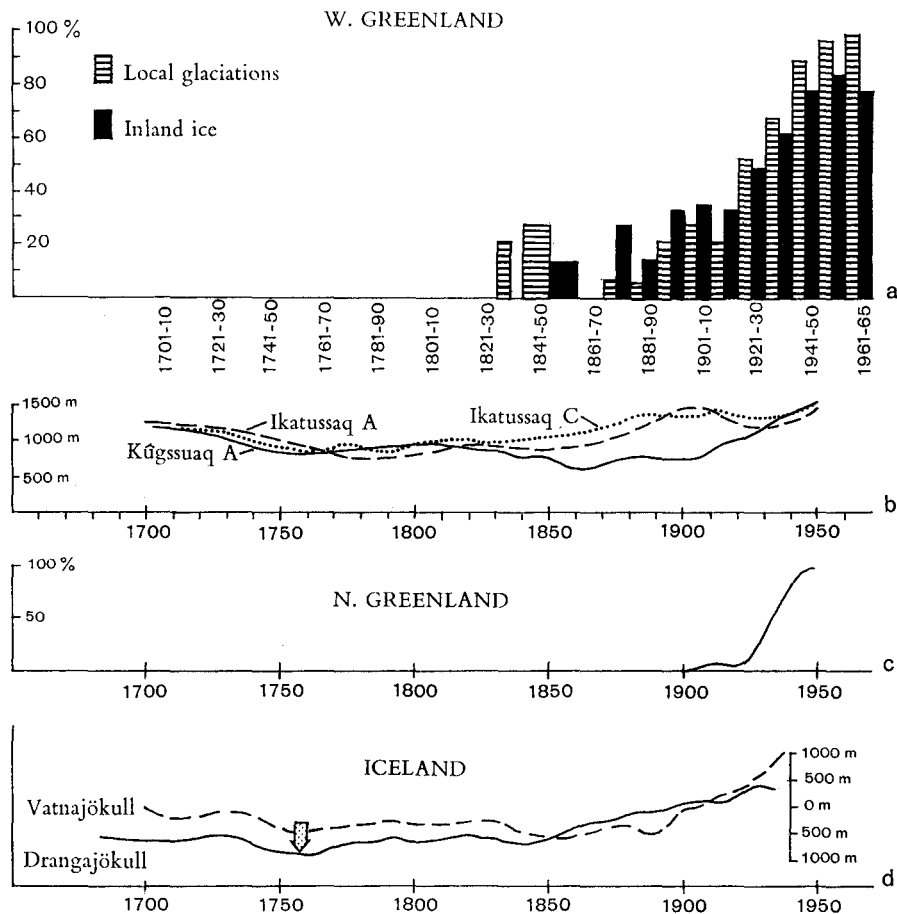 W. GREENLAND
100 %
80
60
40
20
Local glaciations
Inland ice
a
1701-10
1721-30
1741-50
1761-70
1781-90
1801-10
1821-30
1841-50
1861-70
1881-90
1901-10
1921-30
1941-50
1961-65
1500 m
1000 m
500 m
Ikatussaq A
Ikatussaq C
Kûgssuaq A
b
1700 1750 1800 1850 1900 1950
100 %
50
N. GREENLAND
c
1700 1750 1800 1850 1900 1950
ICELAND
Vatnajökull
Drangajökull
1000 m
500 m
0 m
500 m
1000 m
d
1700 1750 1800 1850 1900 1950